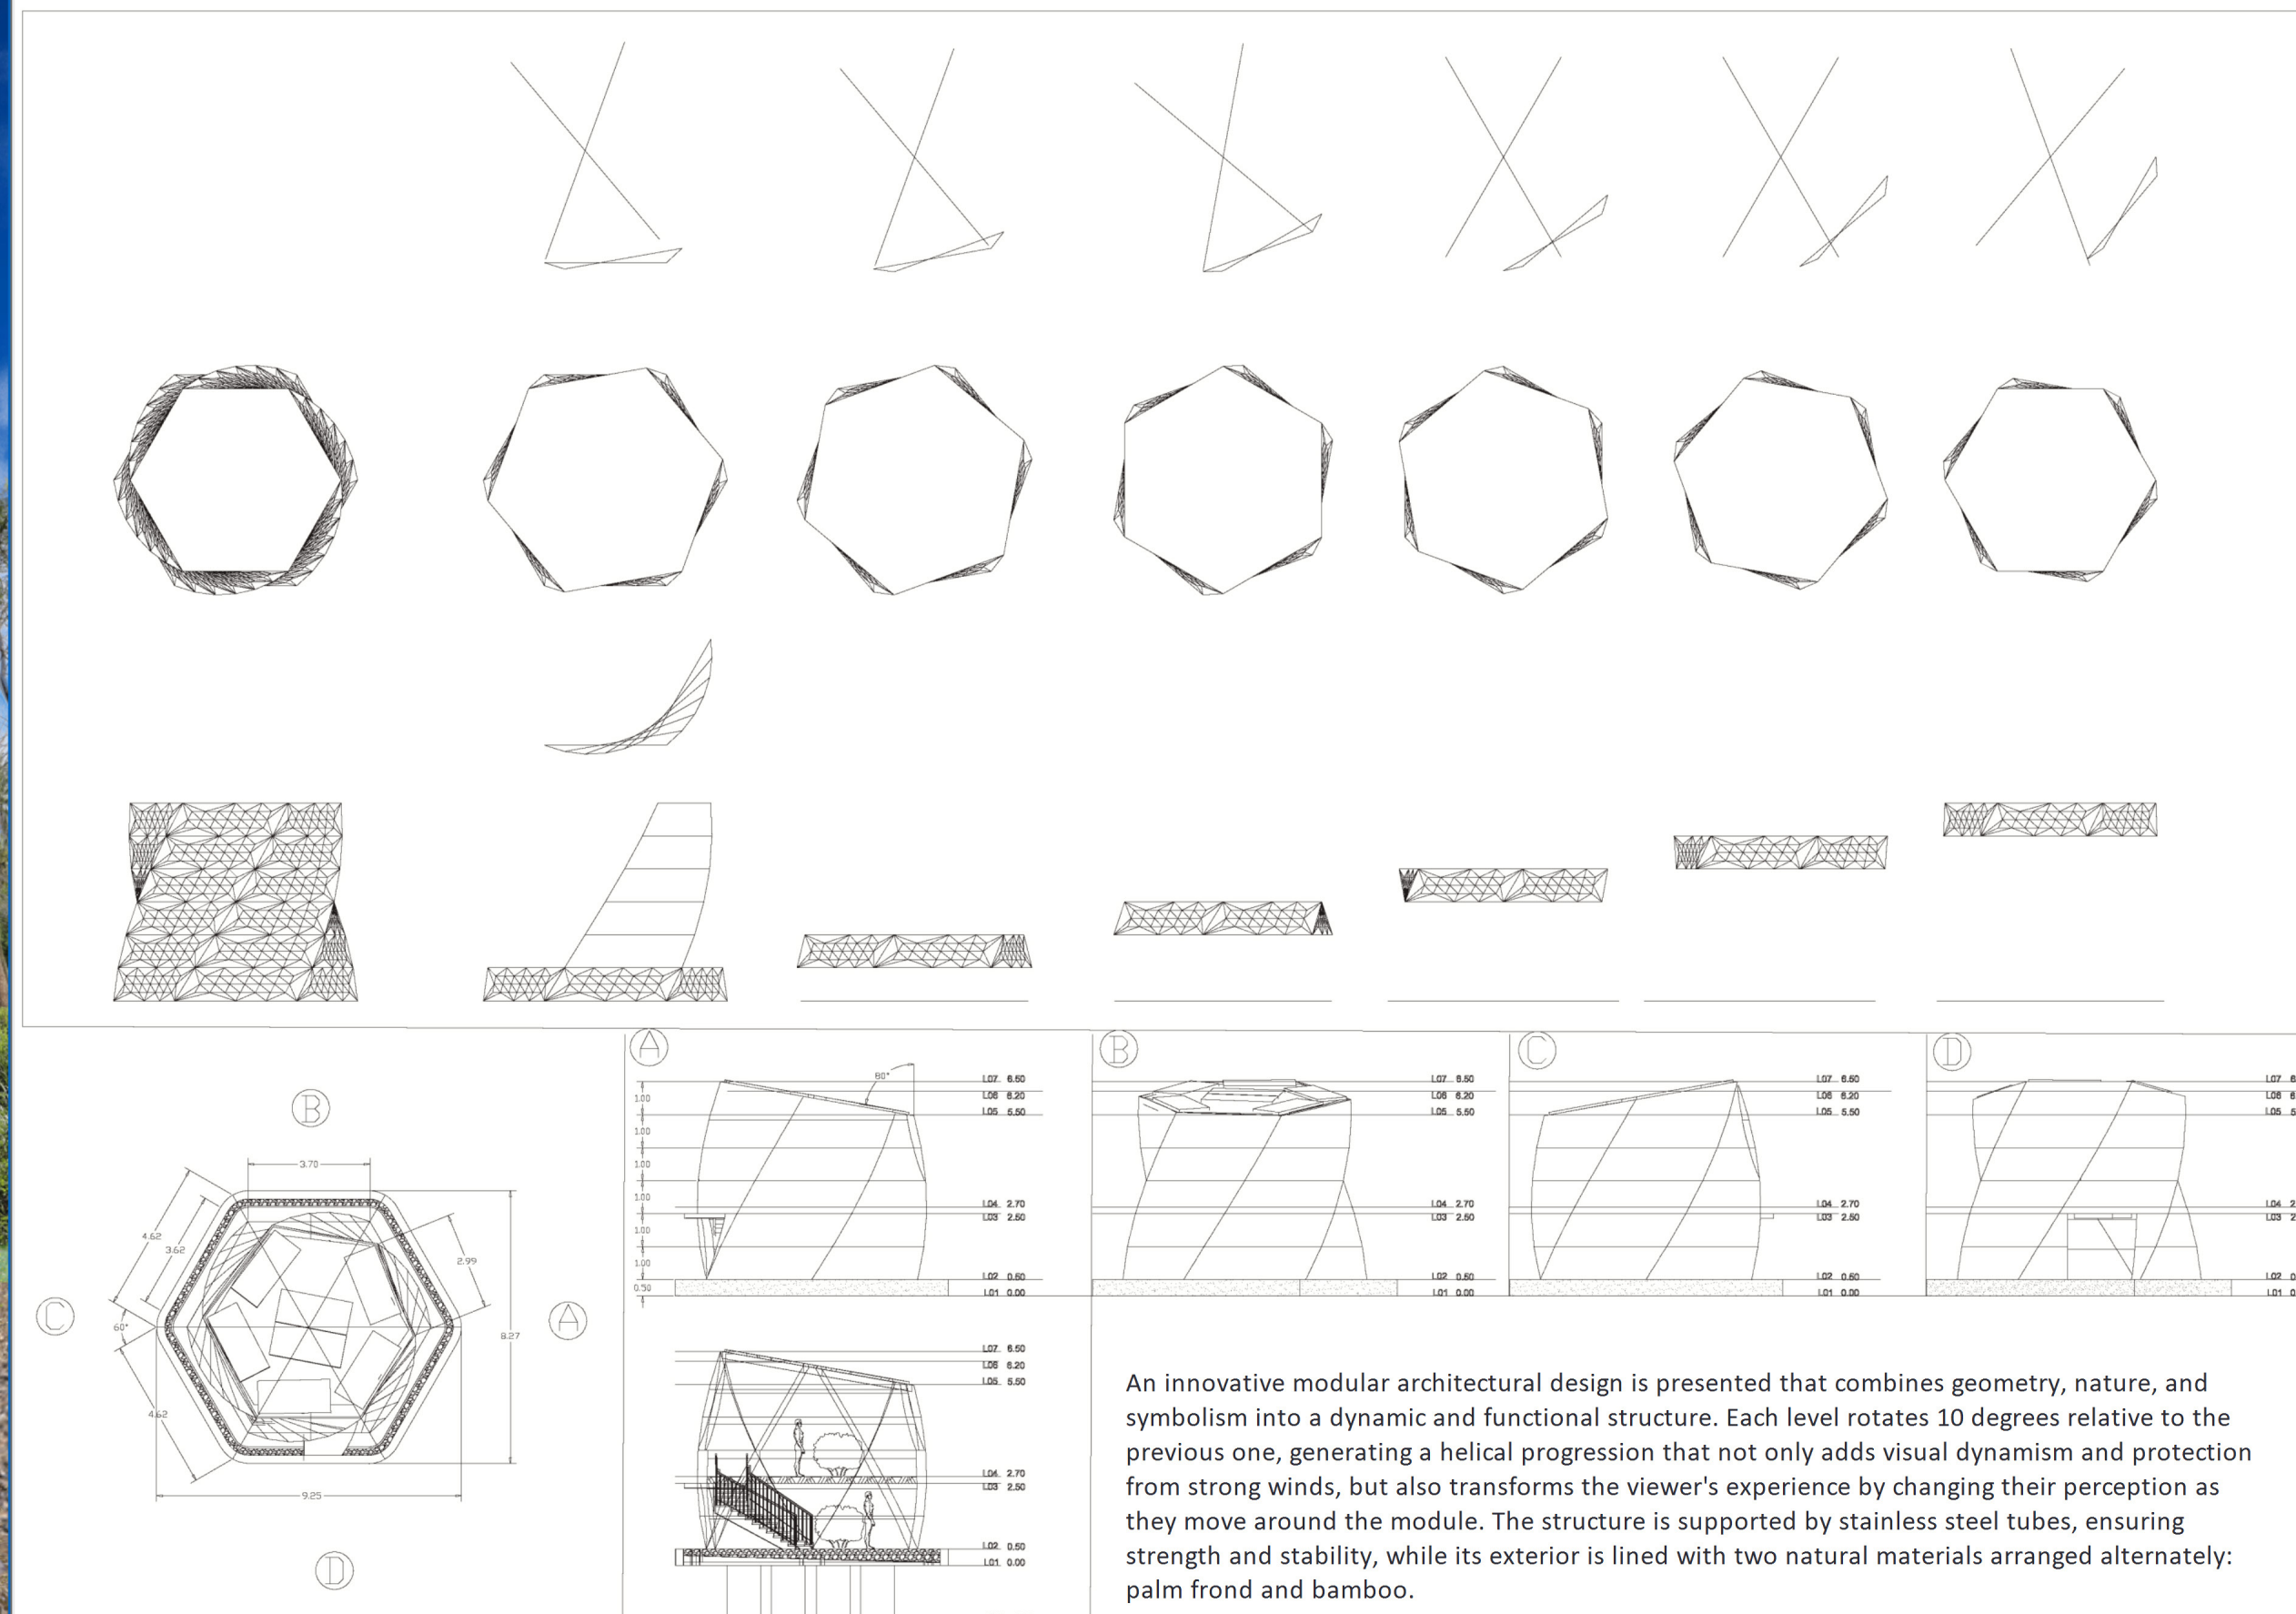 A
B
C
D
80°
L07 6.50
L06 6.20
L05 5.50
L04 2.70
L03 2.50
L02 0.50
L01 0.00
1.00
1.00
1.00
1.00
1.00
1.00
0.50
L07 6.50
L06 6.20
L05 5.50
L04 2.70
L03 2.50
L02 0.50
L01 0.00
L07 6.50
L06 6.20
L05 5.50
L04 2.70
L03 2.50
L02 0.50
L01 0.00
L07
L06
L05
L04
L03
L02
L01
B
3.70
4.62
3.62
2.99
C
60°
A
8.27
4.62
9.25
D
L07 6.50
L06 6.20
L05 5.50
L04 2.70
L03 2.50
L02 0.50
L01 0.00
An innovative modular architectural design is presented that combines geometry, nature, and
symbolism into a dynamic and functional structure. Each level rotates 10 degrees relative to the
previous one, generating a helical progression that not only adds visual dynamism and protection
from strong winds, but also transforms the viewer's experience by changing their perception as
they move around the module. The structure is supported by stainless steel tubes, ensuring
strength and stability, while its exterior is lined with two natural materials arranged alternately:
palm frond and bamboo.